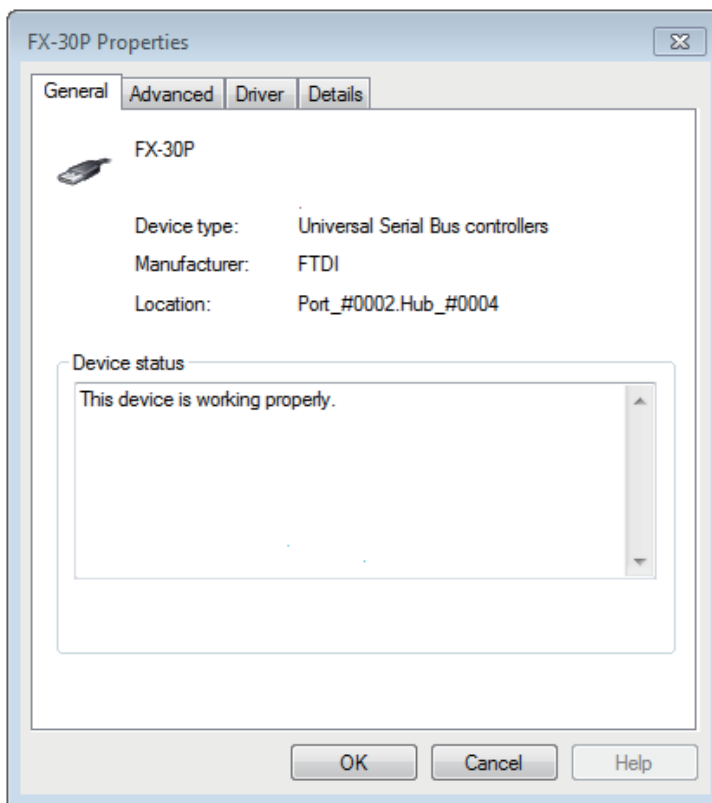 FX-30P Properties
General Advanced Driver Details
FX-30P
Device type: Universal Serial Bus controllers
Manufacturer: FTDI
Location: Port_#0002.Hub_#0004
Device status
This device is working properly.
OK Cancel Help